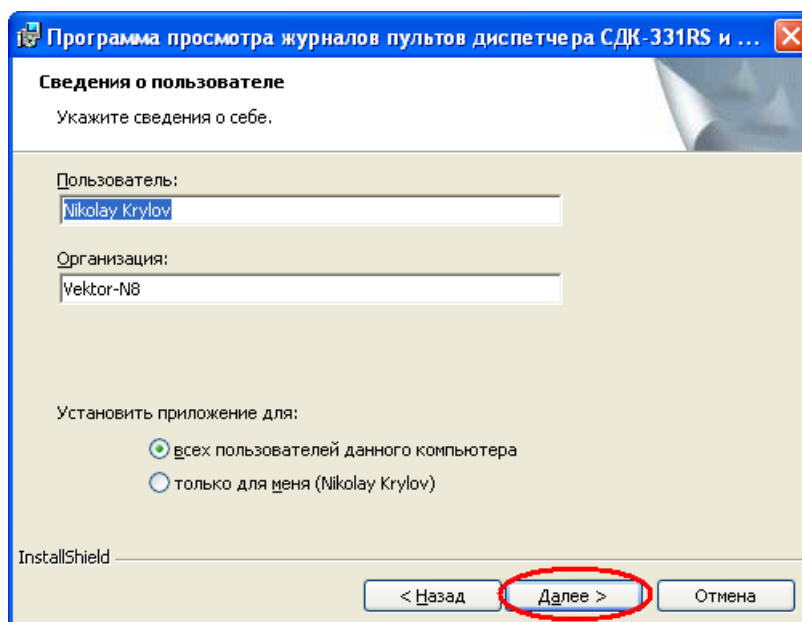 Программа просмотра журналов пультов диспетчера СДК-331RS и ...
Сведения о пользователе
Укажите сведения о себе.
Пользователь:
Nikolay Krylov
Организация:
Vektor-N8
Установить приложение для:
всех пользователей данного компьютера
только для меня (Nikolay Krylov)
InstallShield
< Назад Далее > Отмена